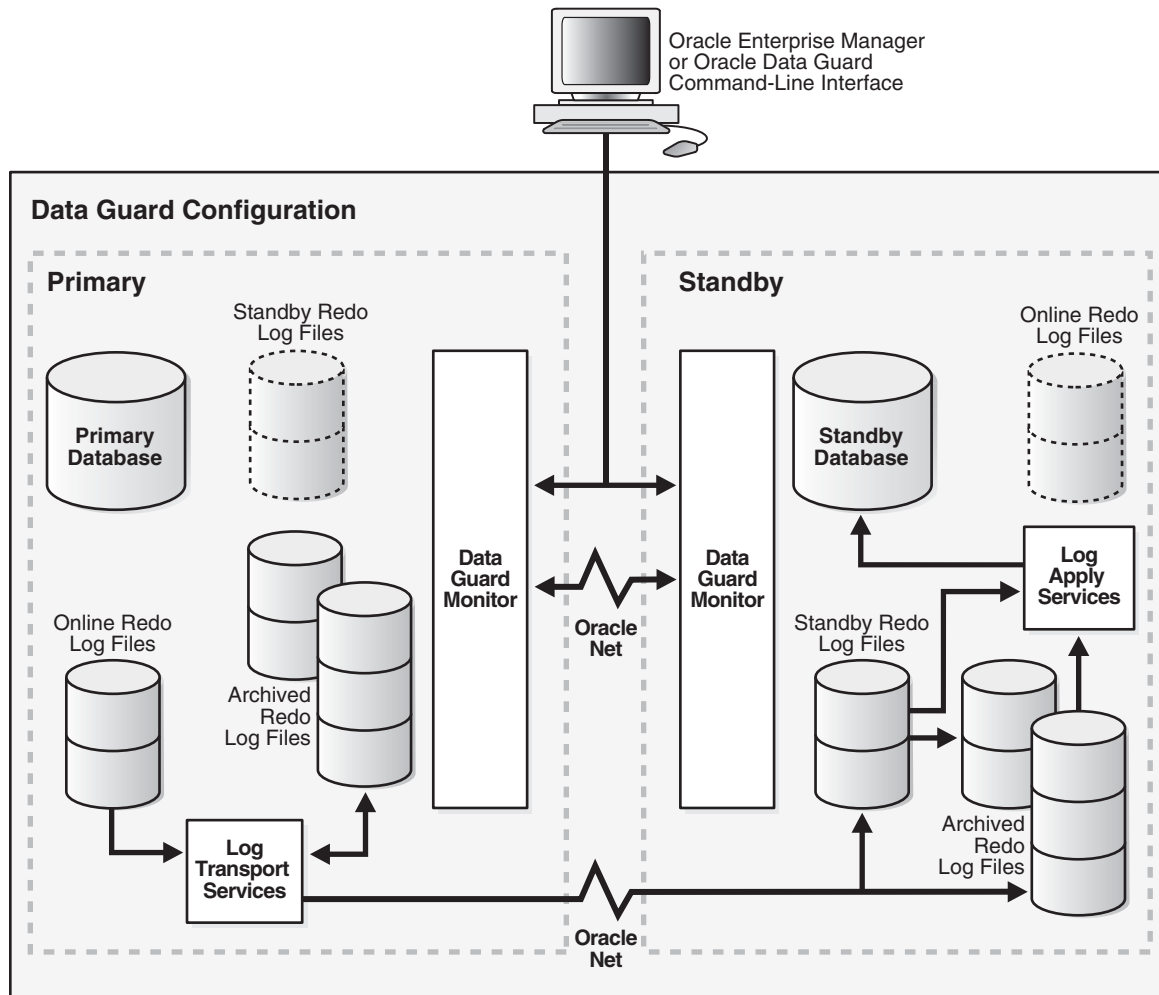 Oracle Enterprise Manager
or Oracle Data Guard
Command-Line Interface
Data Guard Configuration
Primary
Standby Redo
Log Files
Primary
Database
Data
Guard
Monitor
Online Redo
Log Files
Archived
Redo
Log Files
Log
Transport
Services
Oracle
Net
Oracle
Net
Standby
Online Redo
Log Files
Standby
Database
Data
Guard
Monitor
Log
Apply
Services
Standby Redo
Log Files
Archived
Redo
Log Files